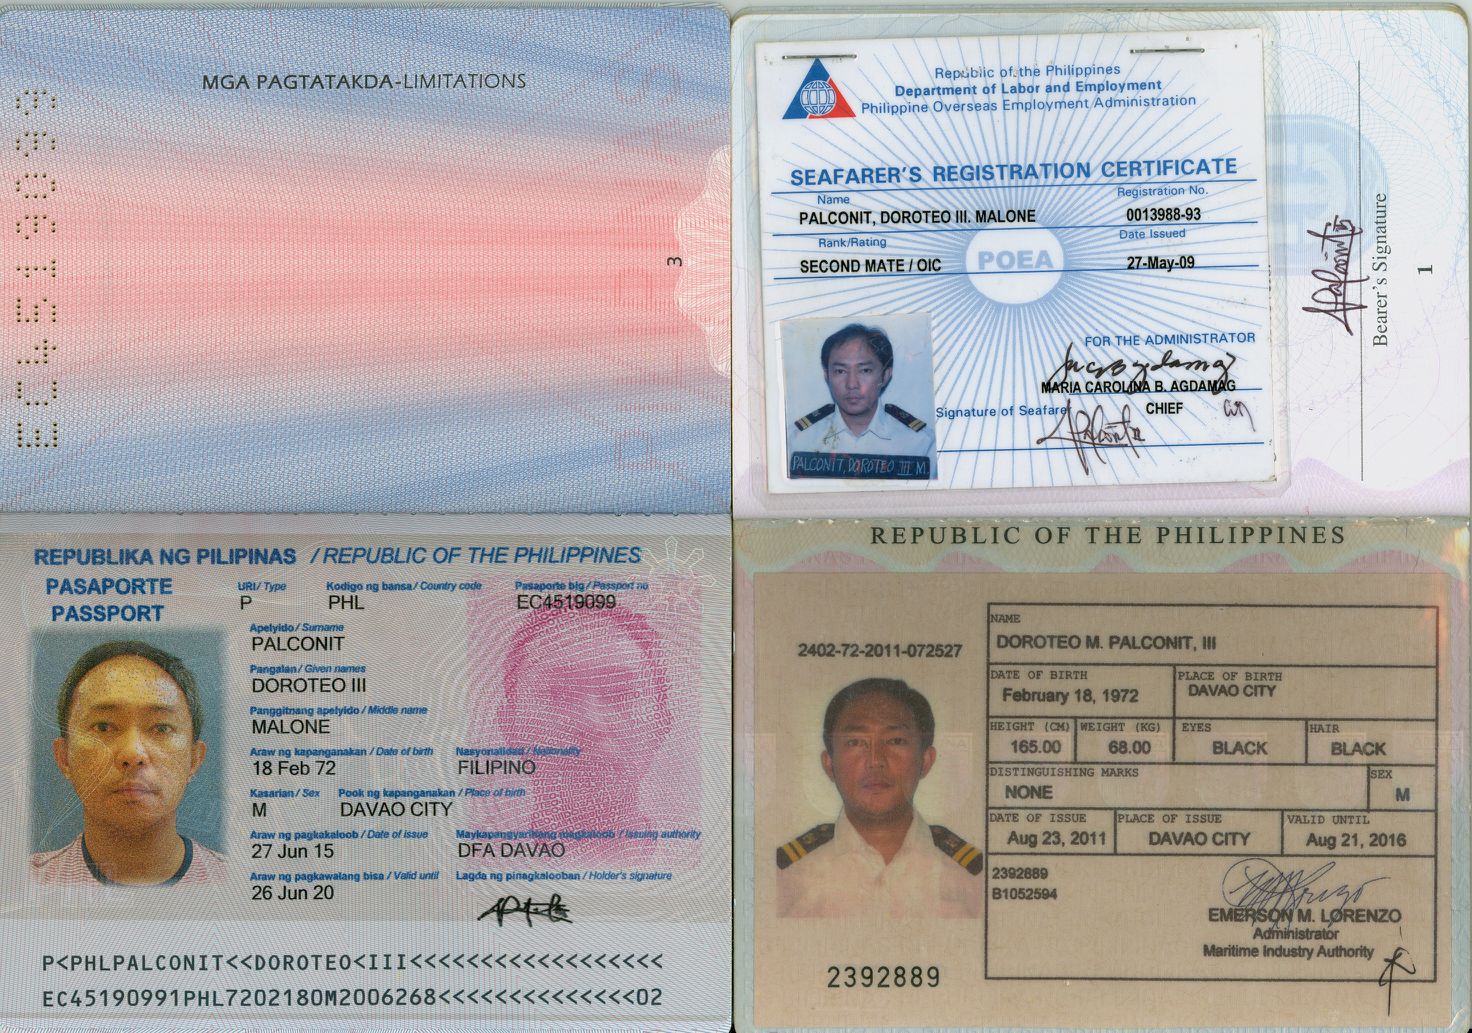 MGA PAGTATAKDA-LIMITATIONS
EC4519099
3
REPUBLIKA NG PILIPINAS / REPUBLIC OF THE PHILIPPINES
PASAPORTE
PASSPORT
URI / Type
Kodigo ng bansa / Country code
Pasaporte blg / Passport no
P
PHL
EC4519099
Apelyido / Surname
PALCONIT
Pangalan / Given names
DOROTEO III
Panggitnang apelyido / Middle name
MALONE
Araw ng kapanganakan / Date of birth
Nasyonalidad / Nationality
18 Feb 72
FILIPINO
Kasarian / Sex
Pook ng kapanganakan / Place of birth
M
DAVAO CITY
Araw ng pagkakaloob / Date of issue
Maykapangyarihang magkaloob / Issuing authority
27 Jun 15
DFA DAVAO
Araw ng pagkawalang bisa / Valid until
Lagda ng pinagkalooban / Holder's signature
26 Jun 20
P<PHLPALCONIT<<DOROTEO<III<<<<<<<<<<<<<<<<<<
EC45190991PHL7202180M2006268<<<<<<<<<<<<<<02
Republic of the Philippines
Department of Labor and Employment
Philippine Overseas Employment Administration
SEAFARER'S REGISTRATION CERTIFICATE
Name
Registration No.
PALCONIT, DOROTEO III. MALONE
0013988-93
Rank/Rating
Date Issued
SECOND MATE / OIC
POEA
27-May-09
FOR THE ADMINISTRATOR
MARIA CAROLINA B. AGDAMAG
Signature of Seafarer
CHIEF
PALCONIT, DOROTEO III M.
Bearer's Signature
1
REPUBLIC OF THE PHILIPPINES
2402-72-2011-072527
NAME
DOROTEO M. PALCONIT, III
DATE OF BIRTH
PLACE OF BIRTH
February 18, 1972
DAVAO CITY
HEIGHT (CM)
WEIGHT (KG)
EYES
HAIR
165.00
68.00
BLACK
BLACK
DISTINGUISHING MARKS
SEX
NONE
M
DATE OF ISSUE
PLACE OF ISSUE
VALID UNTIL
Aug 23, 2011
DAVAO CITY
Aug 21, 2016
2392889
B1052594
EMERSON M. LORENZO
Administrator
Maritime Industry Authority
2392889